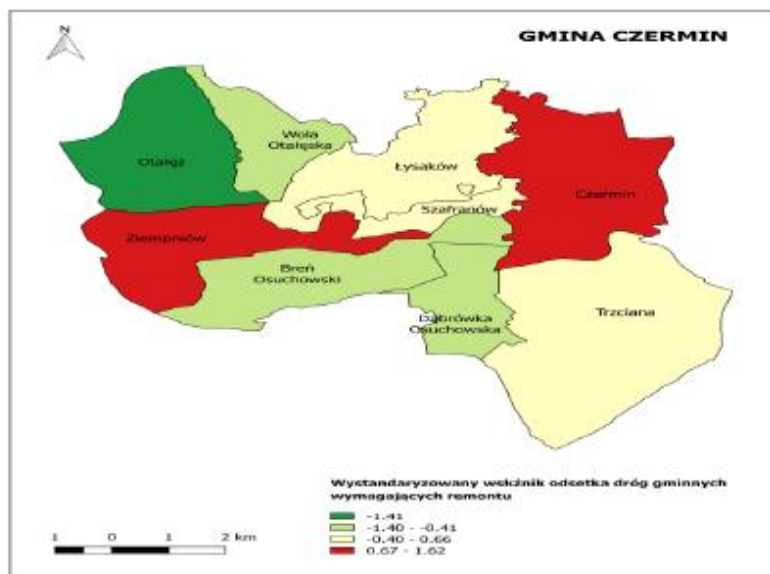 N
GMINA CZERMIN
Otałęż
Wola
Otałęska
Łysaków
Czermin
Szafranów
Ziempniów
Breń
Osuchowski
Dąbrówka
Osuchowska
Trzciana
Wystandaryzowany wskźnik odsetka dróg gminnych
wymagających remontu
-1.41
-1.40 - -0.41
-0.40 - 0.66
0.67 - 1.62
1 0 1 2 km